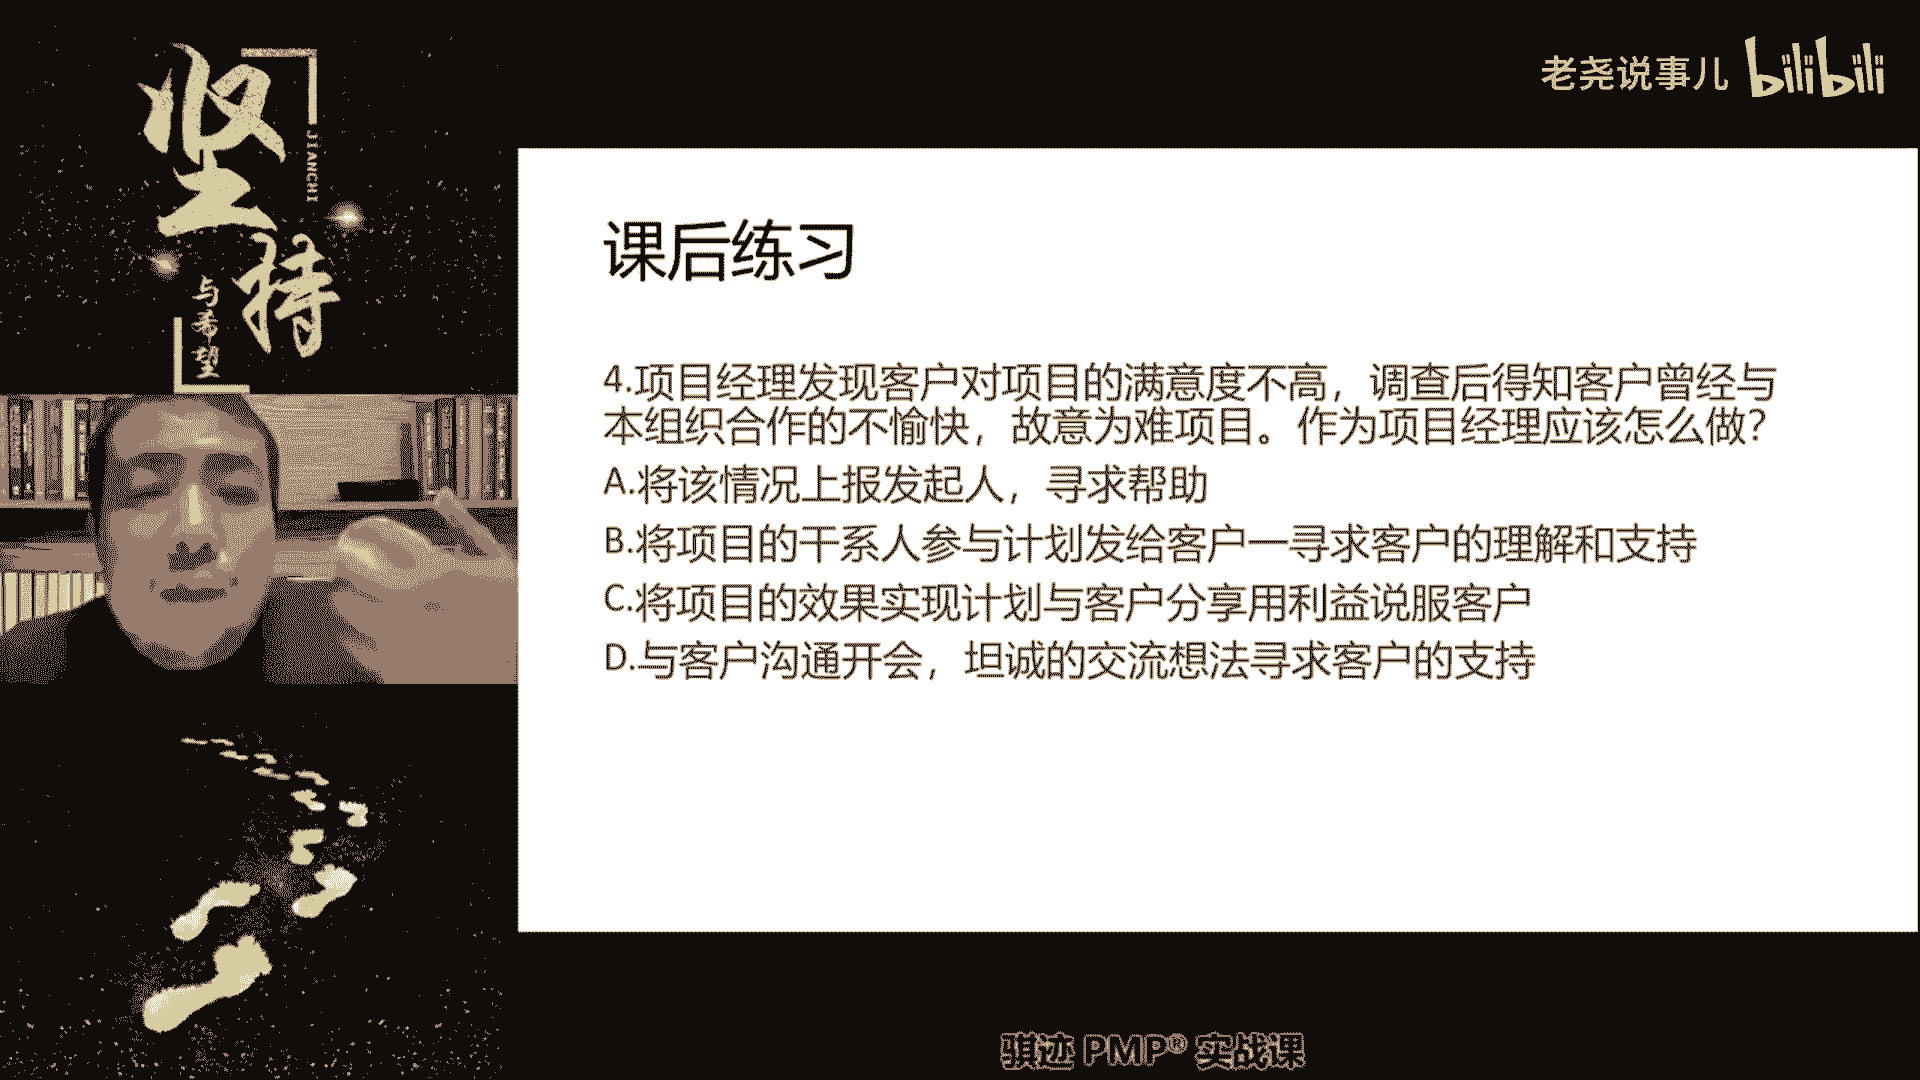 坚持
JIANCHI
与希望
老尧说事儿 bilibili
课后练习
4.项目经理发现客户对项目的满意度不高，调查后得知客户曾经与
本组织合作的不愉快，故意为难项目。作为项目经理应该怎么做？
A.将该情况上报发起人，寻求帮助
B.将项目的干系人参与计划发给客户一寻求客户的理解和支持
C.将项目的效果实现计划与客户分享用利益说服客户
D.与客户沟通开会，坦诚的交流想法寻求客户的支持
骐迹 PMP® 实战课